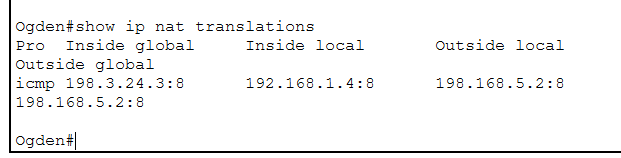 Ogden#show ip nat translations
Pro  Inside global     Inside local       Outside local
Outside global
icmp 198.3.24.3:8      192.168.1.4:8      198.168.5.2:8
198.168.5.2:8
Ogden#